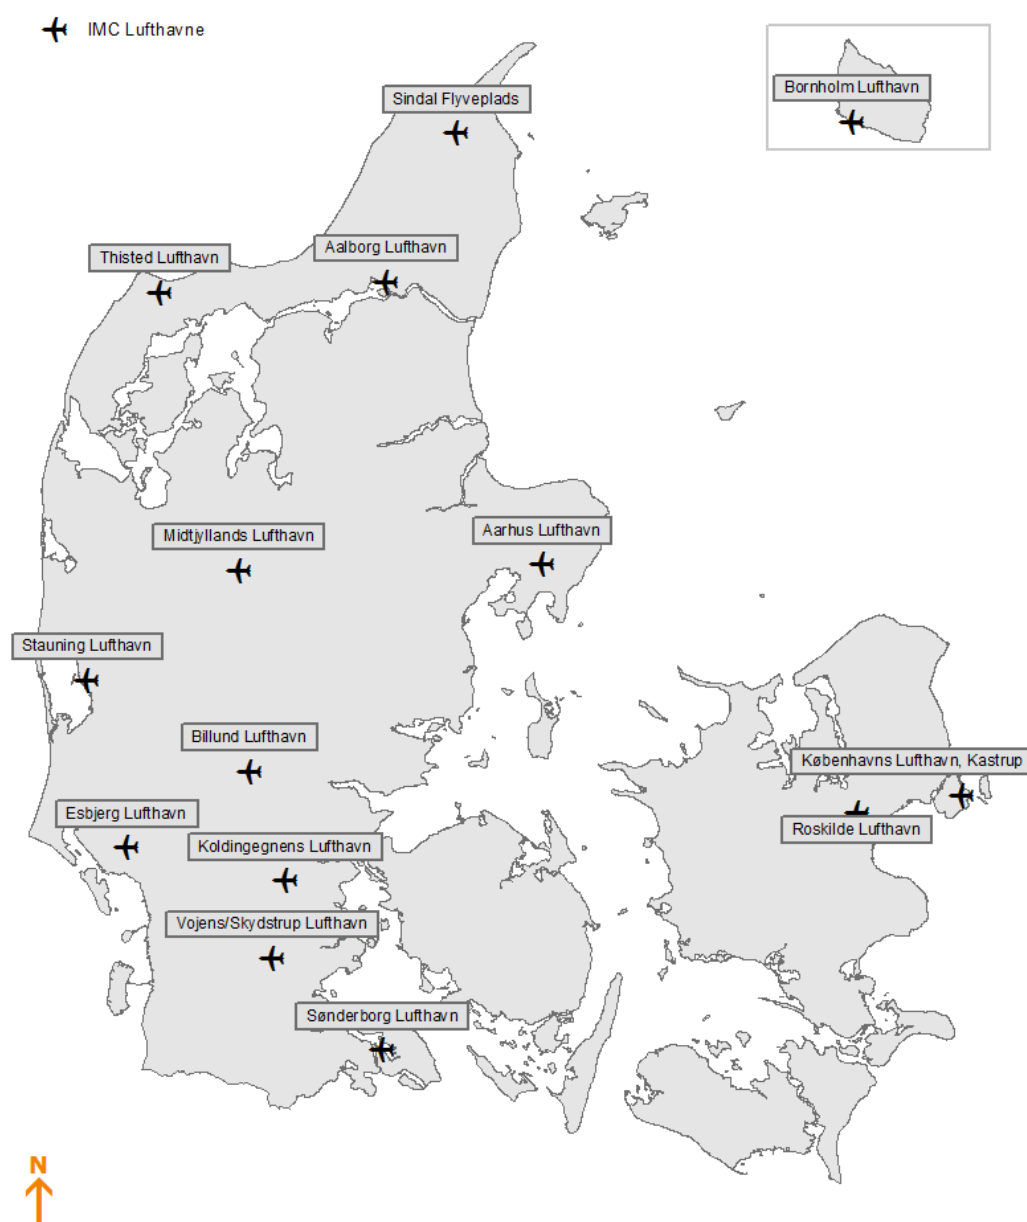 IMC Lufthavne
Bornholm Lufthavn
Sindal Flyveplads
Aalborg Lufthavn
Thisted Lufthavn
Midtjyllands Lufthavn
Aarhus Lufthavn
Stauning Lufthavn
Billund Lufthavn
Københavns Lufthavn, Kastrup
Esbjerg Lufthavn
Roskilde Lufthavn
Koldingegnens Lufthavn
Vojens/Skydstrup Lufthavn
Sønderborg Lufthavn
N